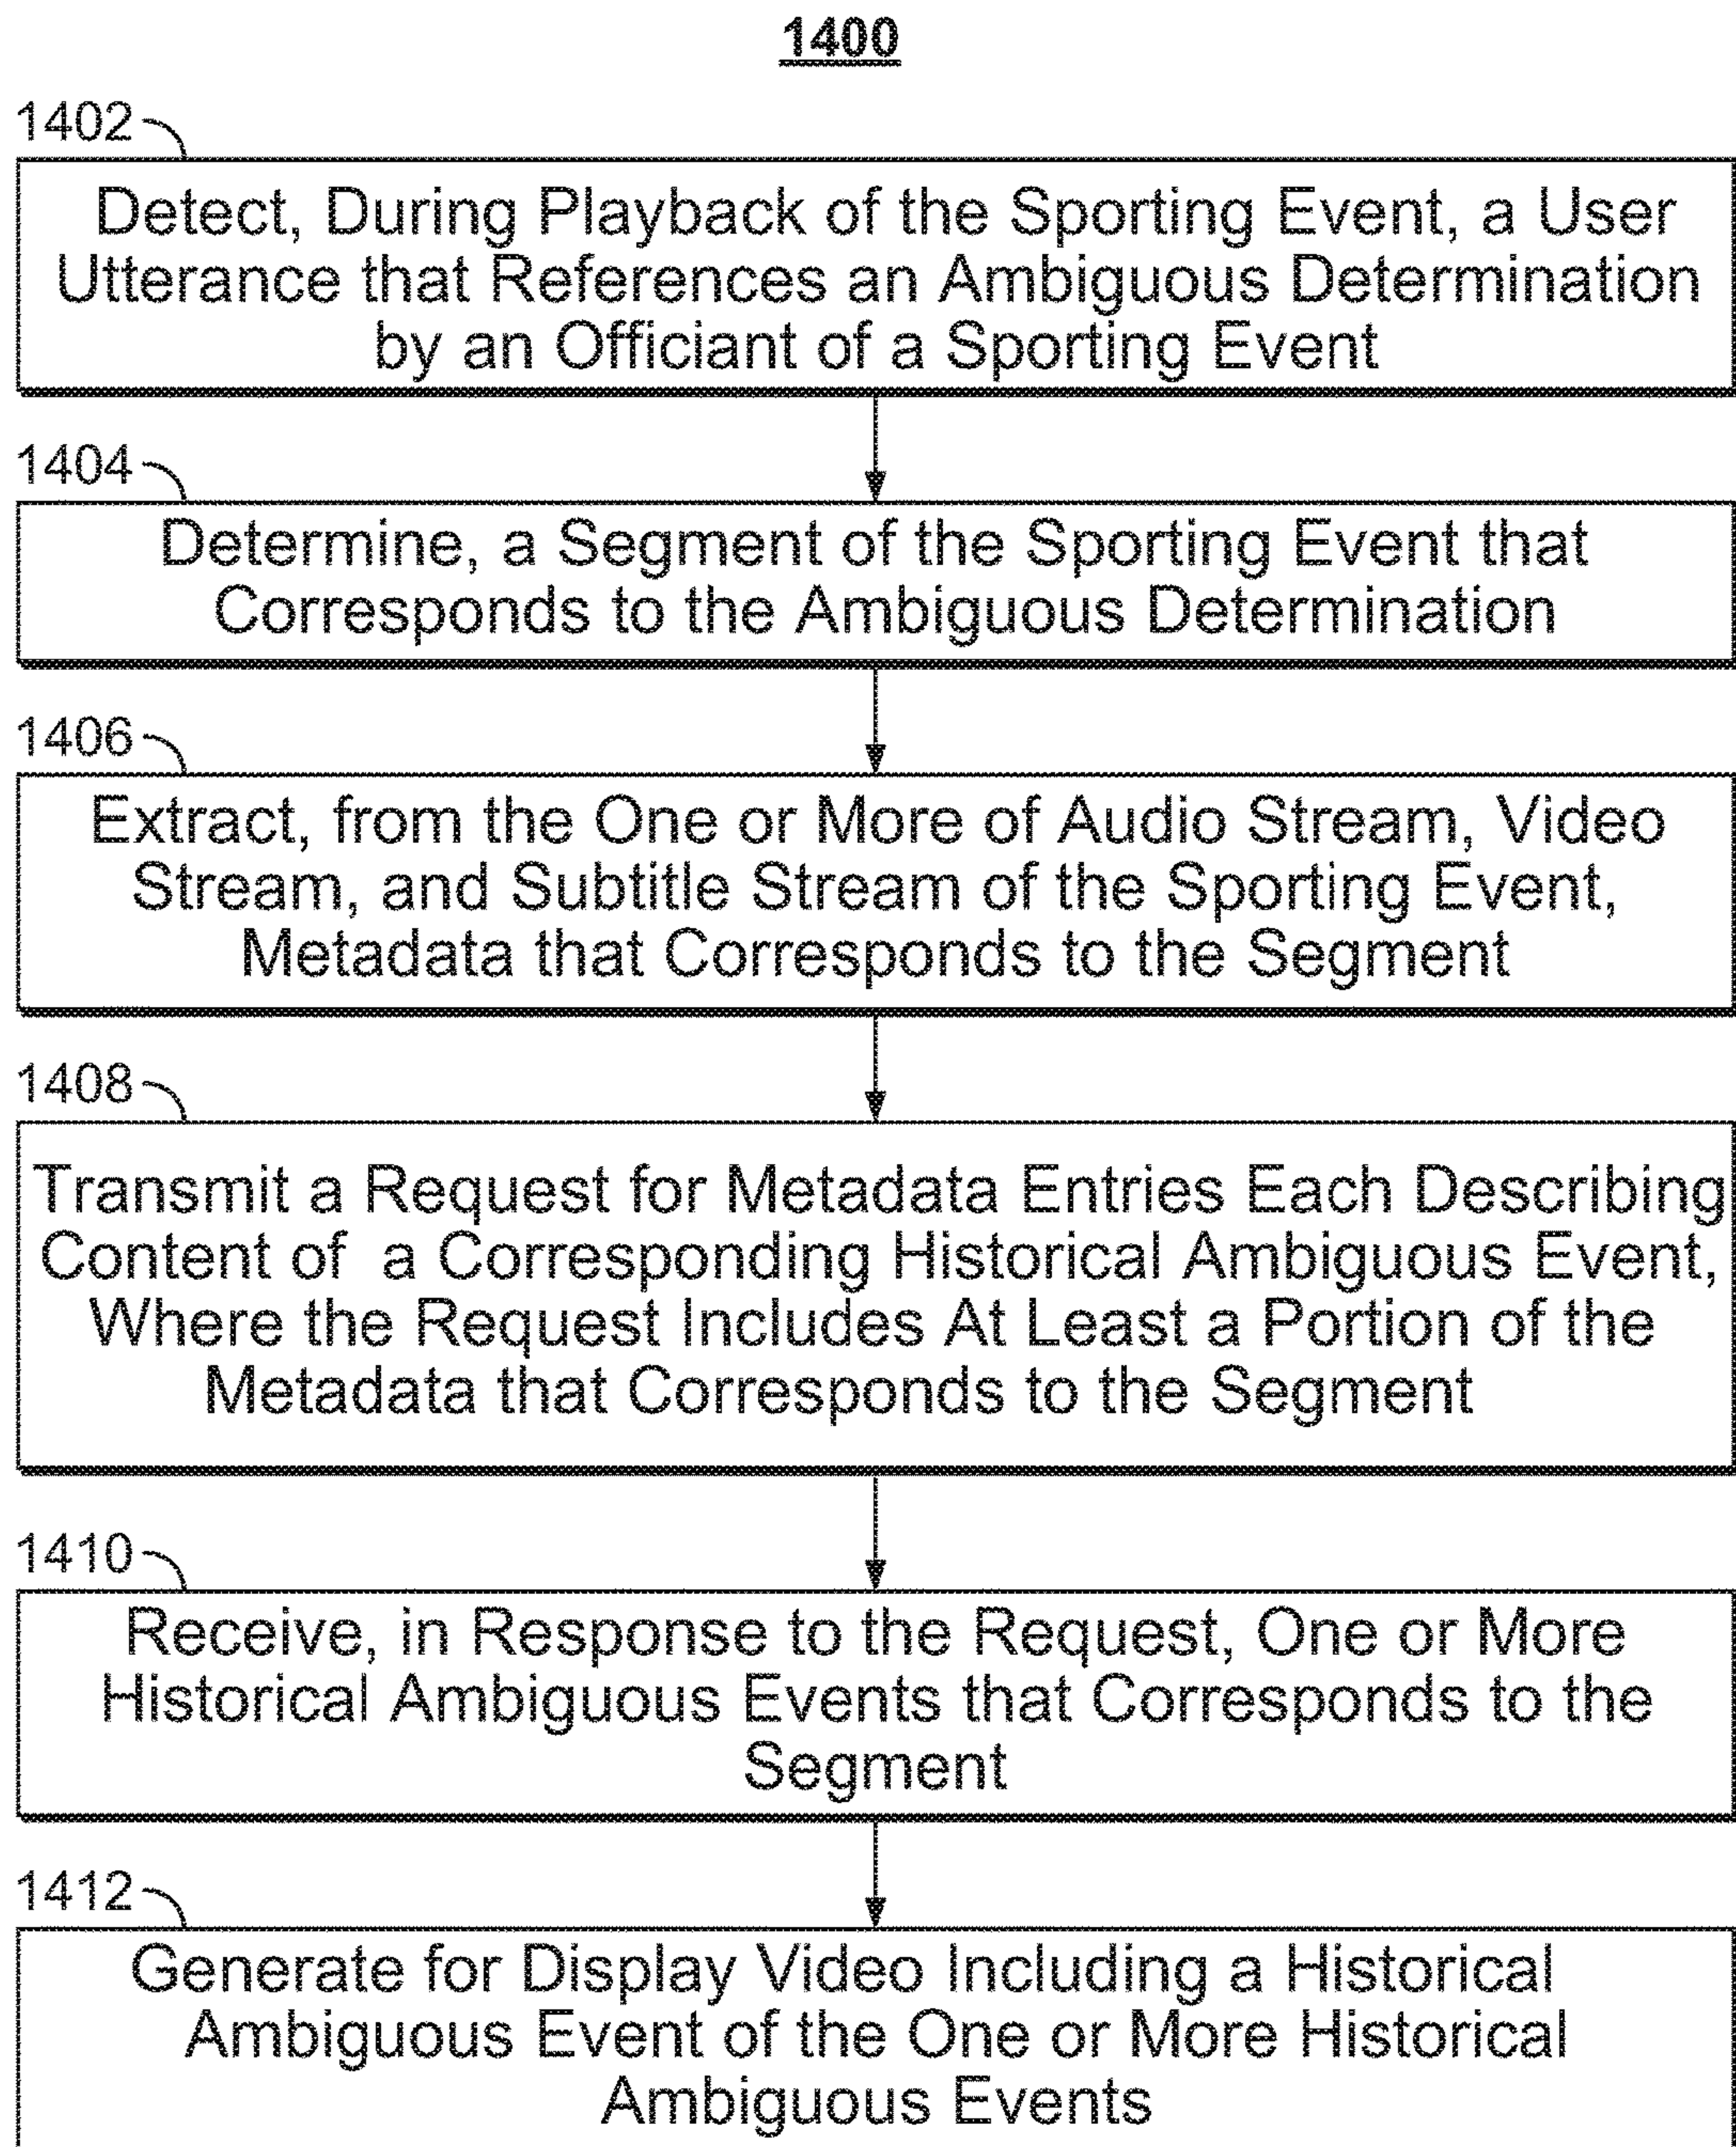 1400
1402
Detect, During Playback of the Sporting Event, a User
Utterance that References an Ambiguous Determination
by an Officiant of a Sporting Event
1404
Determine, a Segment of the Sporting Event that
Corresponds to the Ambiguous Determination
1406
Extract, from the One or More of Audio Stream, Video
Stream, and Subtitle Stream of the Sporting Event,
Metadata that Corresponds to the Segment
1408
Transmit a Request for Metadata Entries Each Describing
Content of a Corresponding Historical Ambiguous Event,
Where the Request Includes At Least a Portion of the
Metadata that Corresponds to the Segment
1410
Receive, in Response to the Request, One or More
Historical Ambiguous Events that Corresponds to the
Segment
1412
Generate for Display Video Including a Historical
Ambiguous Event of the One or More Historical
Ambiguous Events